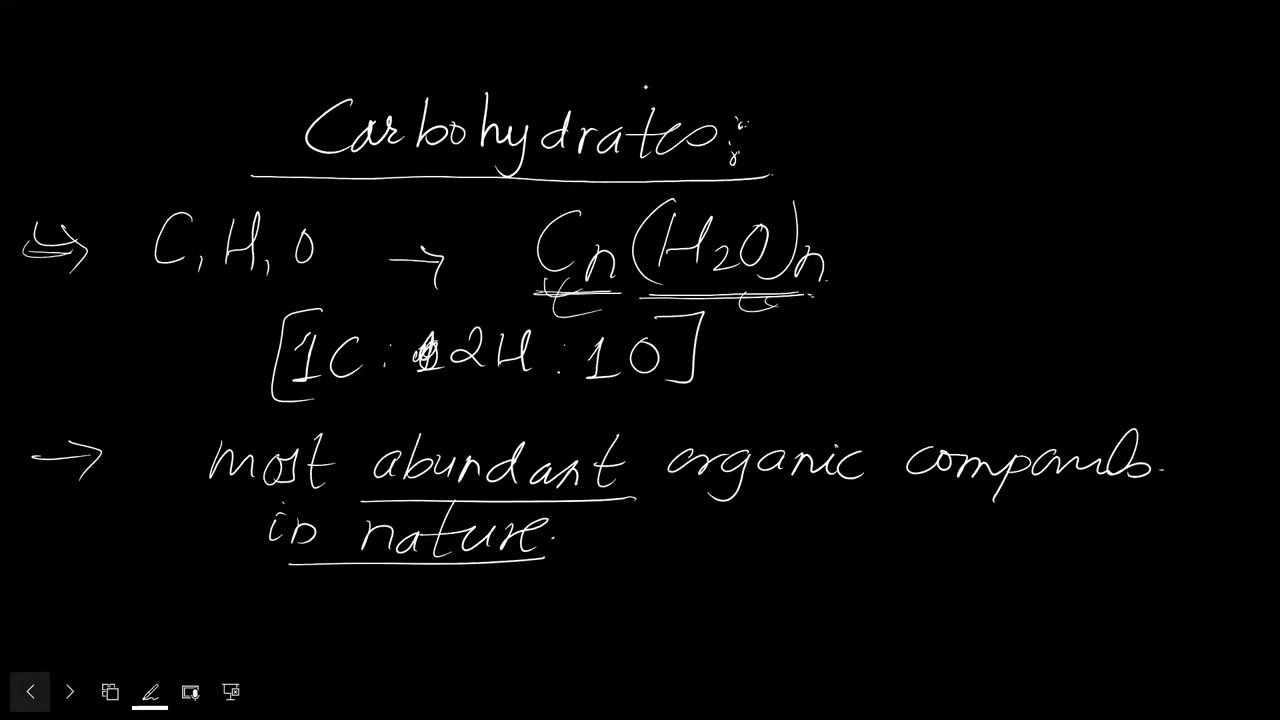 Carbohydrates:
C, H, O → Cn(H2O)n
[1C : 2H : 1O]
→ most abundant organic compounds.
in nature.